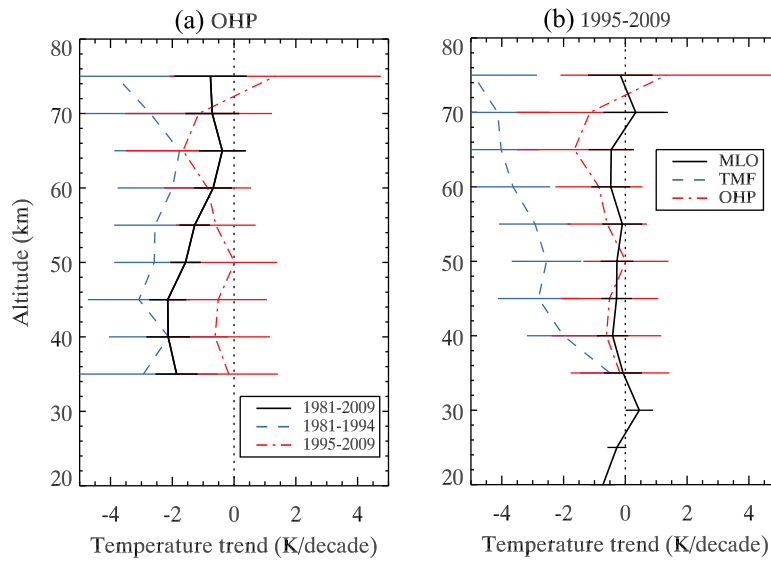 (a) OHP
(b) 1995-2009
80
70
60
50
40
30
20
Altitude (km)
1981-2009
1981-1994
1995-2009
-4 -2 0 2 4
Temperature trend (K/decade)
80
70
60
50
40
30
20
MLO
TMF
OHP
-4 -2 0 2 4
Temperature trend (K/decade)